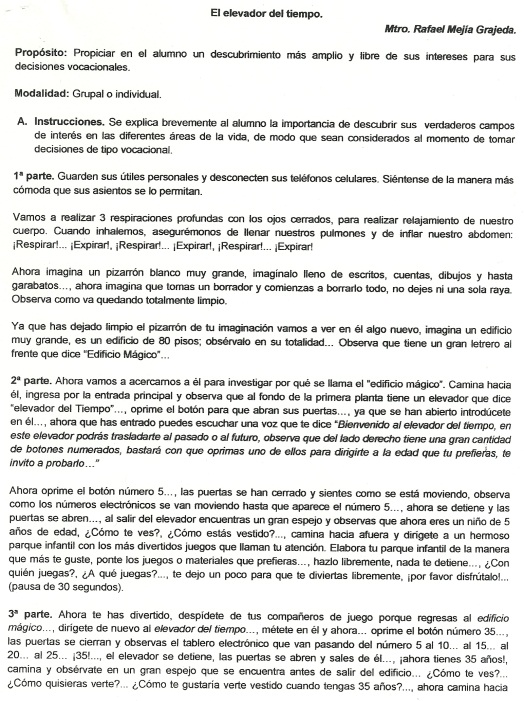 El elevador del tiempo.
Mtro. Rafael Mejía Grajeda.
Propósito: Propiciar en el alumno un descubrimiento más amplio y libre de sus intereses para sus
decisiones vocacionales.
Modalidad: Grupal o individual.
A. Instrucciones. Se explica brevemente al alumno la importancia de descubrir sus verdaderos campos
de interés en las diferentes áreas de la vida, de modo que sean considerados al momento de tomar
decisiones de tipo vocacional.
1ª parte. Guarden sus útiles personales y desconecten sus teléfonos celulares. Siéntense de la manera más
cómoda que sus asientos se lo permitan.
Vamos a realizar 3 respiraciones profundas con los ojos cerrados, para realizar relajamiento de nuestro
cuerpo. Cuando inhalemos, asegurémonos de llenar nuestros pulmones y de inflar nuestro abdomen:
¡Respirar!... ¡Expirar!, ¡Respirar!... ¡Expirar!, ¡Respirar!... ¡Expirar!
Ahora imagina un pizarrón blanco muy grande, imagínalo lleno de escritos, cuentas, dibujos y hasta
garabatos..., ahora imagina que tomas un borrador y comienzas a borrarlo todo, no dejes ni una sola raya.
Observa como va quedando totalmente limpio.
Ya que has dejado limpio el pizarrón de tu imaginación vamos a ver en él algo nuevo, imagina un edificio
muy grande, es un edificio de 80 pisos; obsérvalo en su totalidad... Observa que tiene un gran letrero al
frente que dice "Edificio Mágico"...
2ª parte. Ahora vamos a acercarnos a él para investigar por qué se llama el "edificio mágico". Camina hacia
él, ingresa por la entrada principal y observa que al fondo de la primera planta tiene un elevador que dice
"elevador del Tiempo"..., oprime el botón para que abran sus puertas..., ya que se han abierto introdúcete
en él..., ahora que has entrado puedes escuchar una voz que te dice "Bienvenido al elevador del tiempo, en
este elevador podrás trasladarte al pasado o al futuro, observa que del lado derecho tiene una gran cantidad
de botones numerados, bastará con que oprimas uno de ellos para dirigirte a la edad que tu prefieras, te
invito a probarlo..."
Ahora oprime el botón número 5..., las puertas se han cerrado y sientes como se está moviendo, observa
como los números electrónicos se van moviendo hasta que aparece el número 5..., ahora se detiene y las
puertas se abren..., al salir del elevador encuentras un gran espejo y observas que ahora eres un niño de 5
años de edad, ¿Cómo te ves?, ¿Cómo estás vestido?..., camina hacia afuera y dirígete a un hermoso
parque infantil con los más divertidos juegos que llaman tu atención. Elabora tu parque infantil de la manera
que más te guste, ponte los juegos o materiales que prefieras..., hazlo libremente, nada te detiene..., ¿Con
quién juegas?, ¿A qué juegas?..., te dejo un poco para que te diviertas libremente, ¡por favor disfrútalo!...
(pausa de 30 segundos).
3ª parte. Ahora te has divertido, despídete de tus compañeros de juego porque regresas al edificio
mágico..., dirígete de nuevo al elevador del tiempo..., métete en él y ahora... oprime el botón número 35...,
las puertas se cierran y observas el tablero electrónico que van pasando del número 5 al 10... al 15... al
20... al 25... ¡35!..., el elevador se detiene, las puertas se abren y sales de él..., ¡ahora tienes 35 años!,
camina y obsérvate en un gran espejo que se encuentra antes de salir del edificio... ¿Cómo te ves?...
¿Cómo quisieras verte?... ¿Cómo te gustaría verte vestido cuando tengas 35 años?..., ahora camina hacia